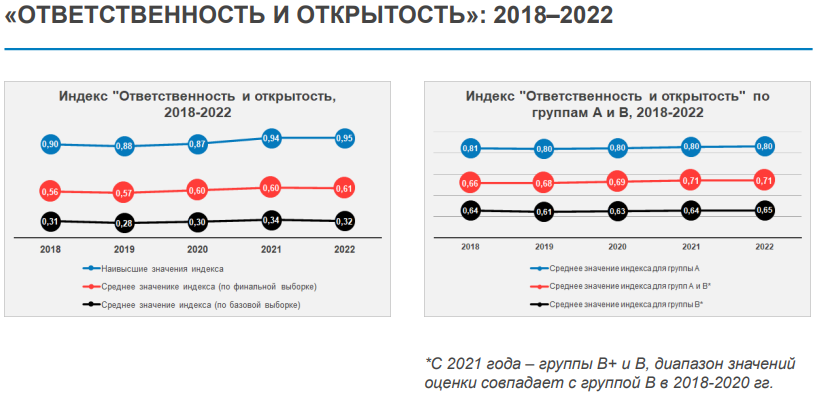 «ОТВЕТСТВЕННОСТЬ И ОТКРЫТОСТЬ»: 2018–2022
Индекс "Ответственность и открытость,
2018-2022
0,90 0,88 0,87 0,94 0,95
0,56 0,57 0,60 0,60 0,61
0,31 0,28 0,30 0,34 0,32
2018 2019 2020 2021 2022
Наивысшие значения индекса
Среднее значение индекса (по финальной выборке)
Среднее значение индекса (по базовой выборке)
Индекс "Ответственность и открытость" по
группам А и В, 2018-2022
0,81 0,80 0,80 0,80 0,80
0,66 0,68 0,69 0,71 0,71
0,64 0,61 0,63 0,64 0,65
2018 2019 2020 2021 2022
Среднее значение индекса для группы А
Среднее значение индекса для групп А и В*
Среднее значение индекса для группы В*
*С 2021 года – группы В+ и В, диапазон значений
оценки совпадает с группой В в 2018-2020 гг.